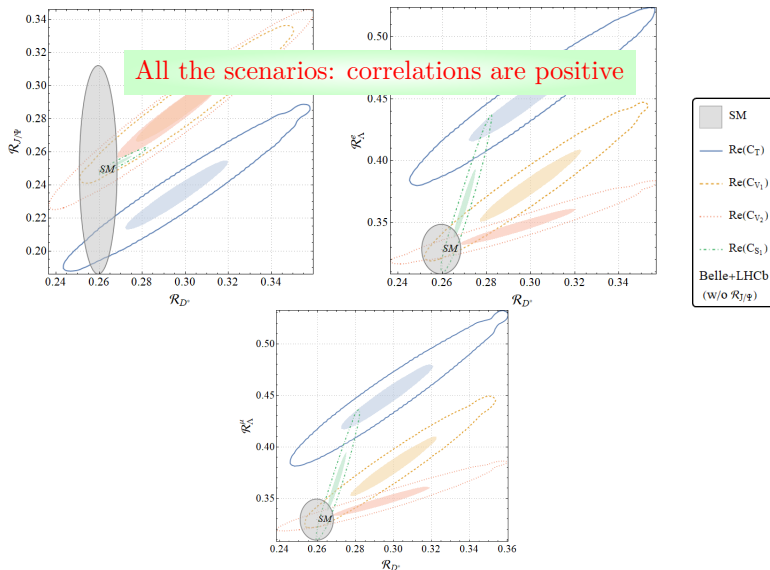 All the scenarios: correlations are positive
0.34
0.32
0.30
0.28
0.26
0.24
0.22
0.20
ℛ_{J/Ψ}
SM
0.26 0.28 0.30 0.32 0.34
ℛ_{D*}
0.50
0.45
0.40
0.35
ℛ_Λ^e
SM
0.24 0.26 0.28 0.30 0.32 0.34
ℛ_{D*}
SM
Re(C_T)
Re(C_{V_1})
Re(C_{V_2})
Re(C_{S_1})
Belle+LHCb
(w/o ℛ_{J/Ψ})
0.50
0.45
0.40
0.35
ℛ_Λ^μ
SM
0.24 0.26 0.28 0.30 0.32 0.34 0.36
ℛ_{D*}